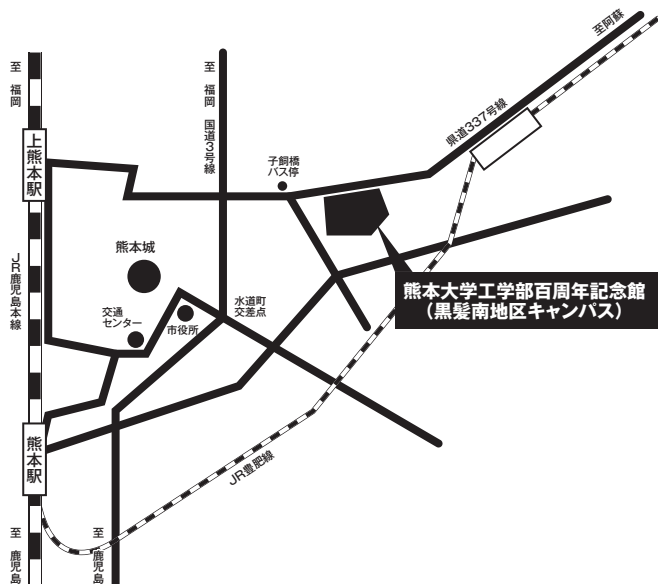 至阿蘇
至 福岡
至 福岡 国道3号線
県道337号線
上熊本駅
子飼橋
バス停
熊本城
JR鹿児島本線
交通
センター
市役所
水道町
交差点
熊本大学工学部百周年記念館
（黒髪南地区キャンパス）
熊本駅
JR豊肥線
至 鹿児島
至 鹿児島